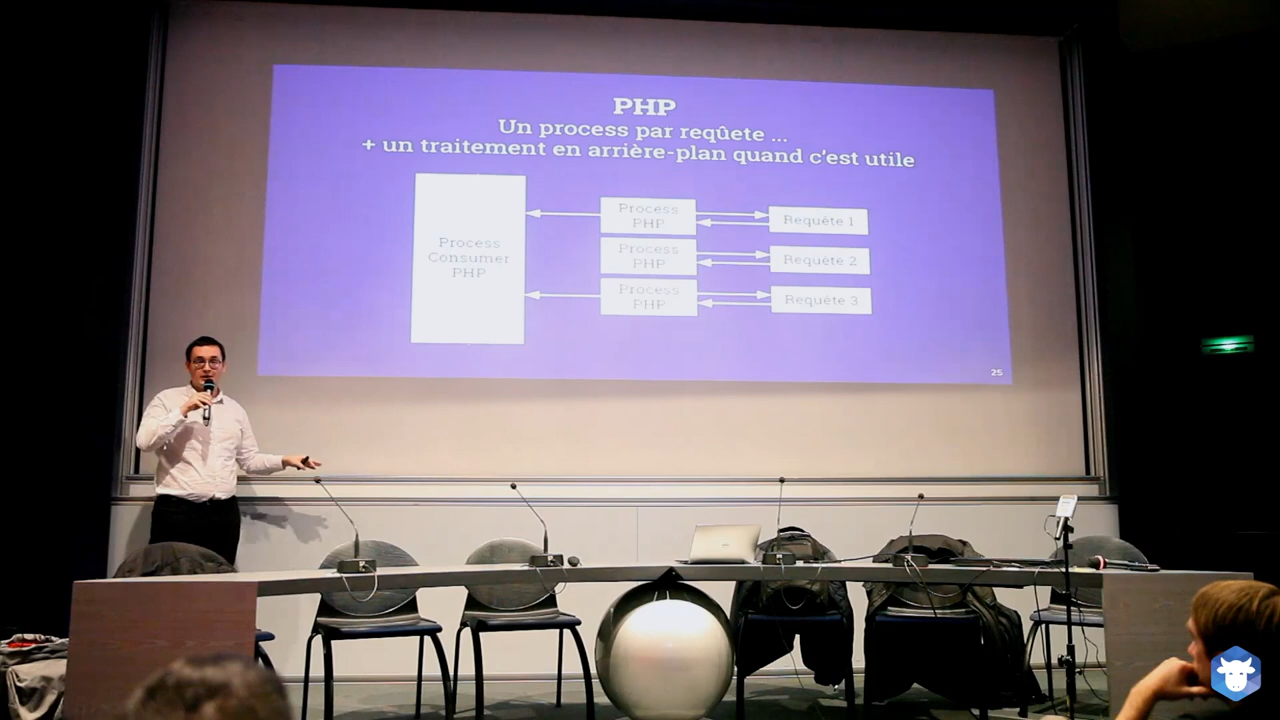 PHP
Un process par reqûete ...
+ un traitement en arrière-plan quand c'est utile
Process
Consumer
PHP
Process
PHP
Requête 1
Process
PHP
Requête 2
Process
PHP
Requête 3
25